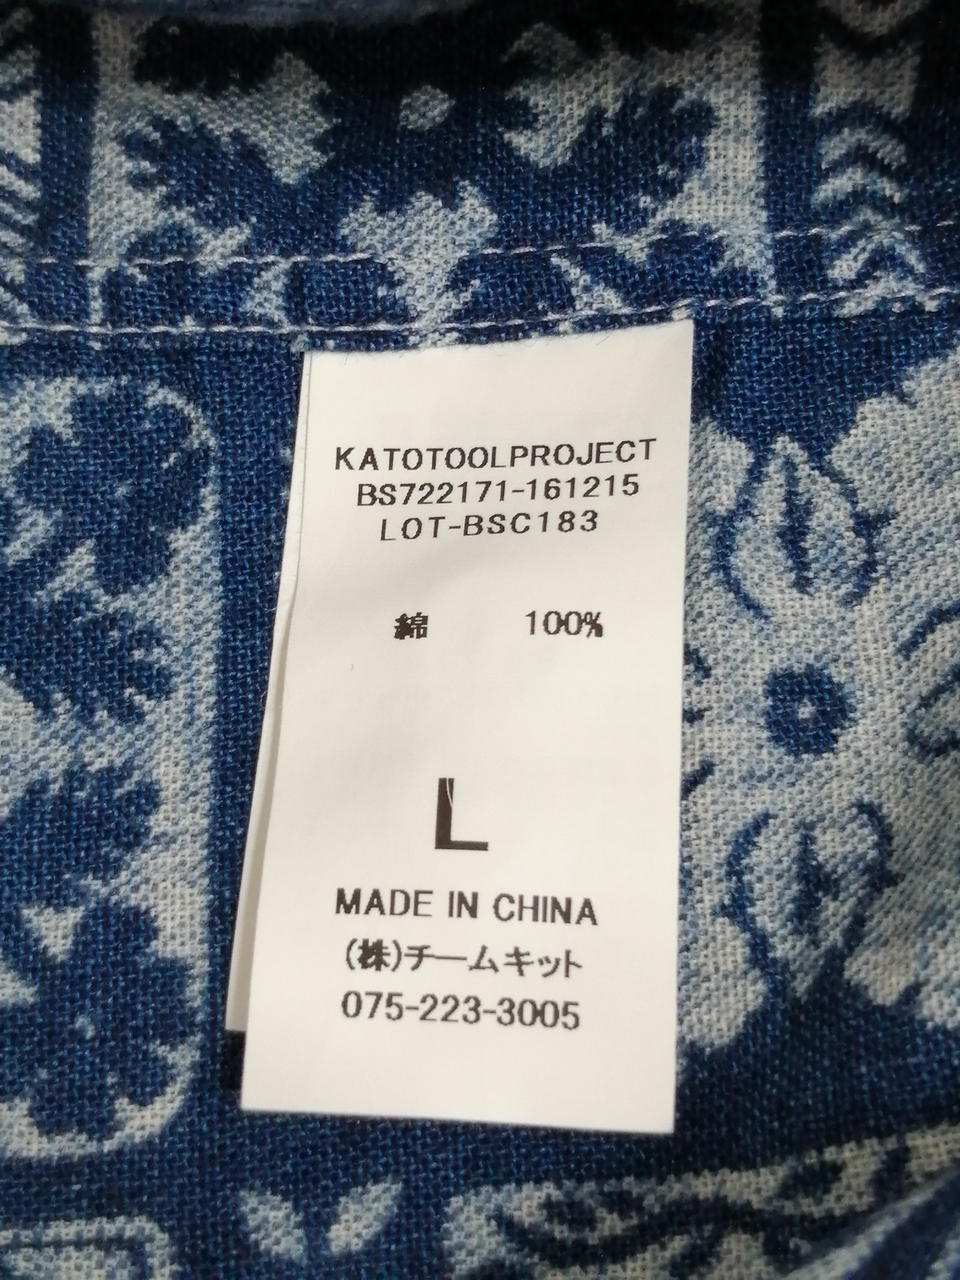 KATOTOOLPROJECT
BS722171-161215
LOT-BSC183
綿 100%
L
MADE IN CHINA
(株)チームキット
075-223-3005